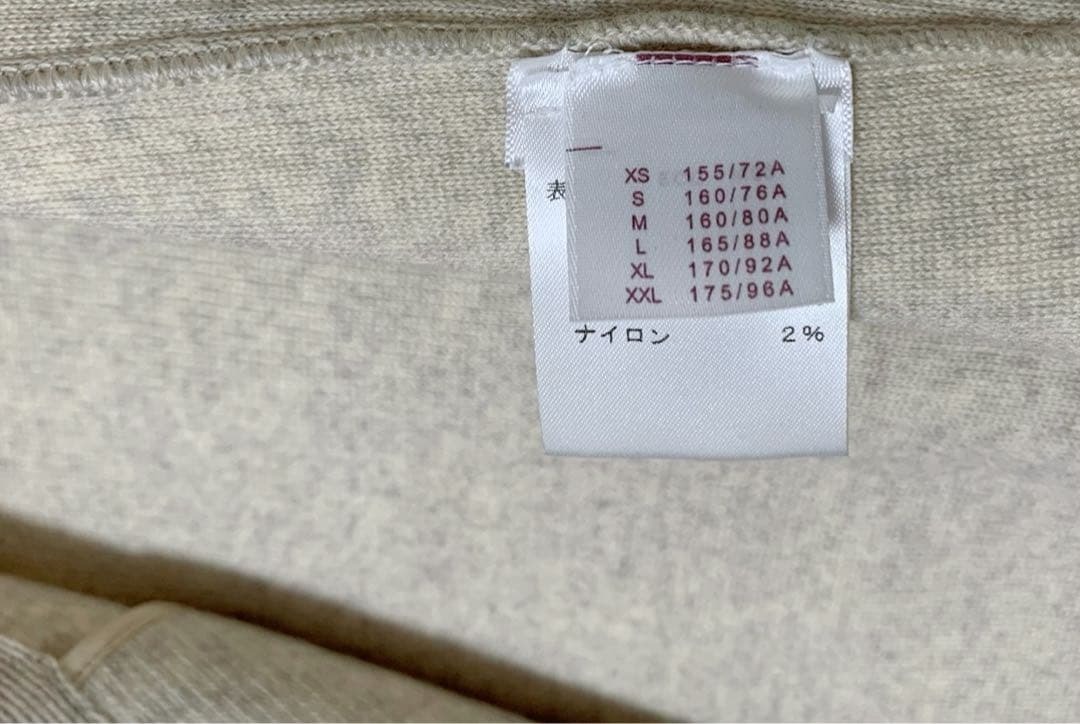 XS 155/72A
表
S 160/76A
M 160/80A
L 165/88A
XL 170/92A
XXL 175/96A
ナイロン 2%